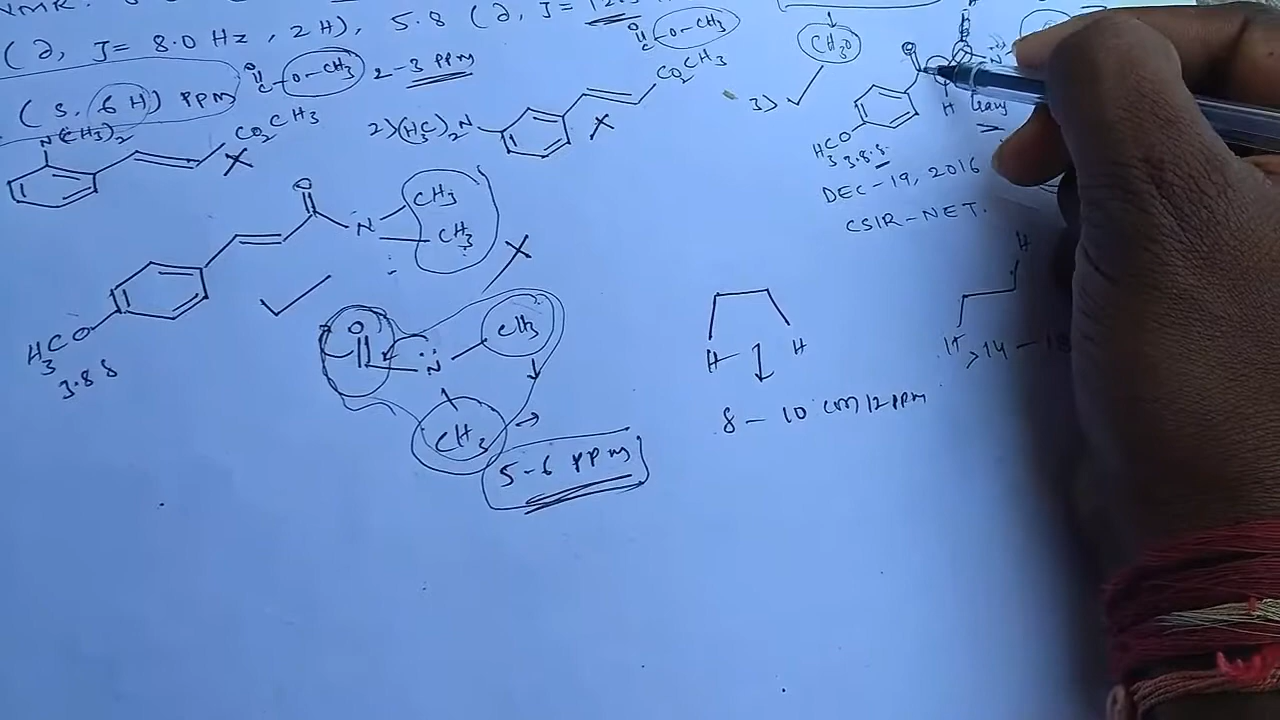 NMR.
(d, J= 8.0 Hz, 2H), 5.8 (d, J=
(s, 6H) ppm
O
C-O-CH3 2-3 ppm
O
C-O-CH3
N(CH3)2
CO2CH3
2) (H3C)2N
CO2CH3
3)
CH3O
O
H
H
N
trans
H3CO
3.8 s.
DEC-19, 2016
CSIR-NET.
O
N
CH3
CH3
H3CO
3.8 s
O
N
CH3
CH3
5-6 ppm
H
H
8-10
H
H
>14-18